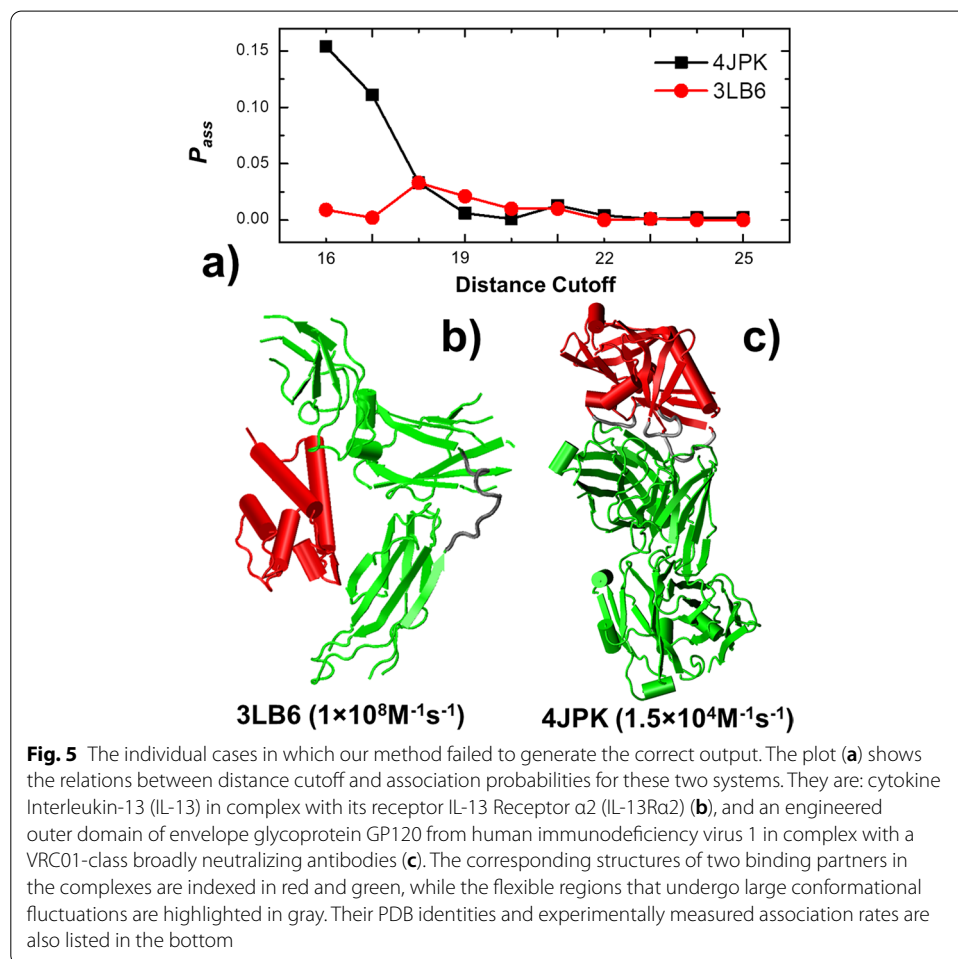 0.15
0.10
0.05
0.00
P_ass
4JPK
3LB6
16 19 22 25
Distance Cutoff
a)
b)
c)
3LB6 (1×10⁸M⁻¹s⁻¹)
4JPK (1.5×10⁴M⁻¹s⁻¹)
Fig. 5 The individual cases in which our method failed to generate the correct output. The plot (a) shows
the relations between distance cutoff and association probabilities for these two systems. They are: cytokine
Interleukin-13 (IL-13) in complex with its receptor IL-13 Receptor α2 (IL-13Rα2) (b), and an engineered
outer domain of envelope glycoprotein GP120 from human immunodeficiency virus 1 in complex with a
VRC01-class broadly neutralizing antibodies (c). The corresponding structures of two binding partners in
the complexes are indexed in red and green, while the flexible regions that undergo large conformational
fluctuations are highlighted in gray. Their PDB identities and experimentally measured association rates are
also listed in the bottom